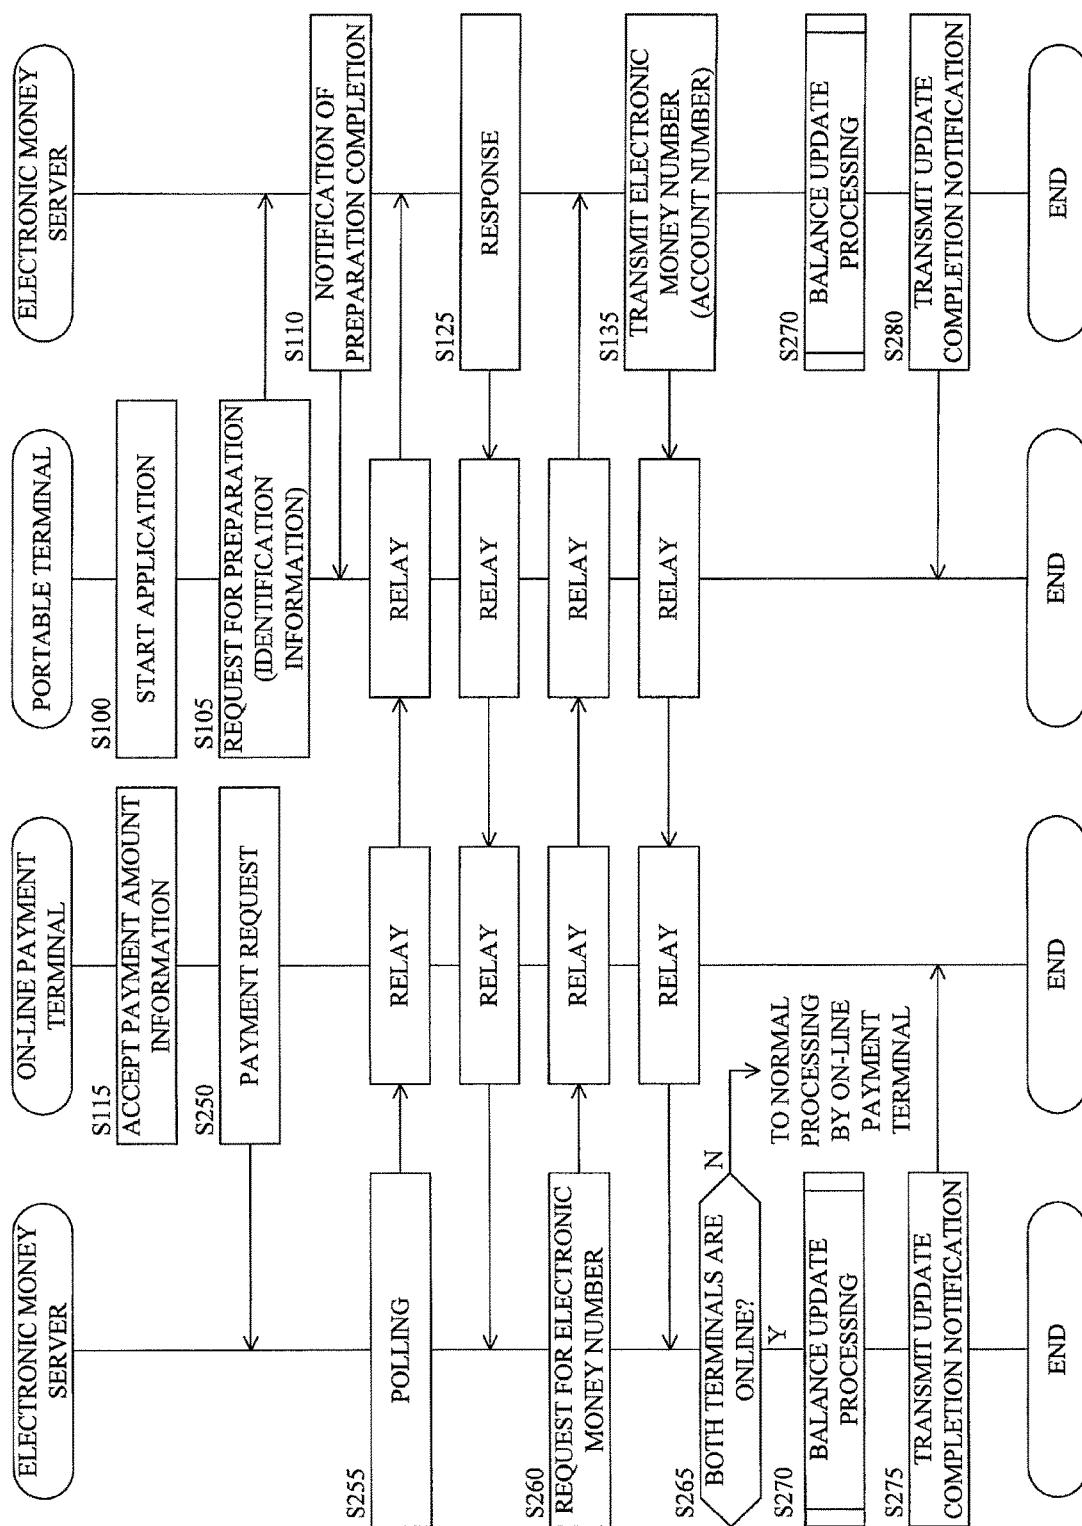 ELECTRONIC MONEY
SERVER
ON-LINE PAYMENT
TERMINAL
PORTABLE TERMINAL
ELECTRONIC MONEY
SERVER
S115
ACCEPT PAYMENT AMOUNT
INFORMATION
S100
START APPLICATION
S250
PAYMENT REQUEST
S105
REQUEST FOR PREPARATION
(IDENTIFICATION
INFORMATION)
S110
NOTIFICATION OF
PREPARATION COMPLETION
S255
POLLING
RELAY
RELAY
RELAY
RELAY
S125
RESPONSE
S260
REQUEST FOR ELECTRONIC
MONEY NUMBER
RELAY
RELAY
RELAY
RELAY
S135
TRANSMIT ELECTRONIC
MONEY NUMBER
(ACCOUNT NUMBER)
S265
BOTH TERMINALS ARE
ONLINE?
N
Y
TO NORMAL
PROCESSING
BY ON-LINE
PAYMENT
TERMINAL
S270
BALANCE UPDATE
PROCESSING
S270
BALANCE UPDATE
PROCESSING
S275
TRANSMIT UPDATE
COMPLETION NOTIFICATION
S280
TRANSMIT UPDATE
COMPLETION NOTIFICATION
END
END
END
END